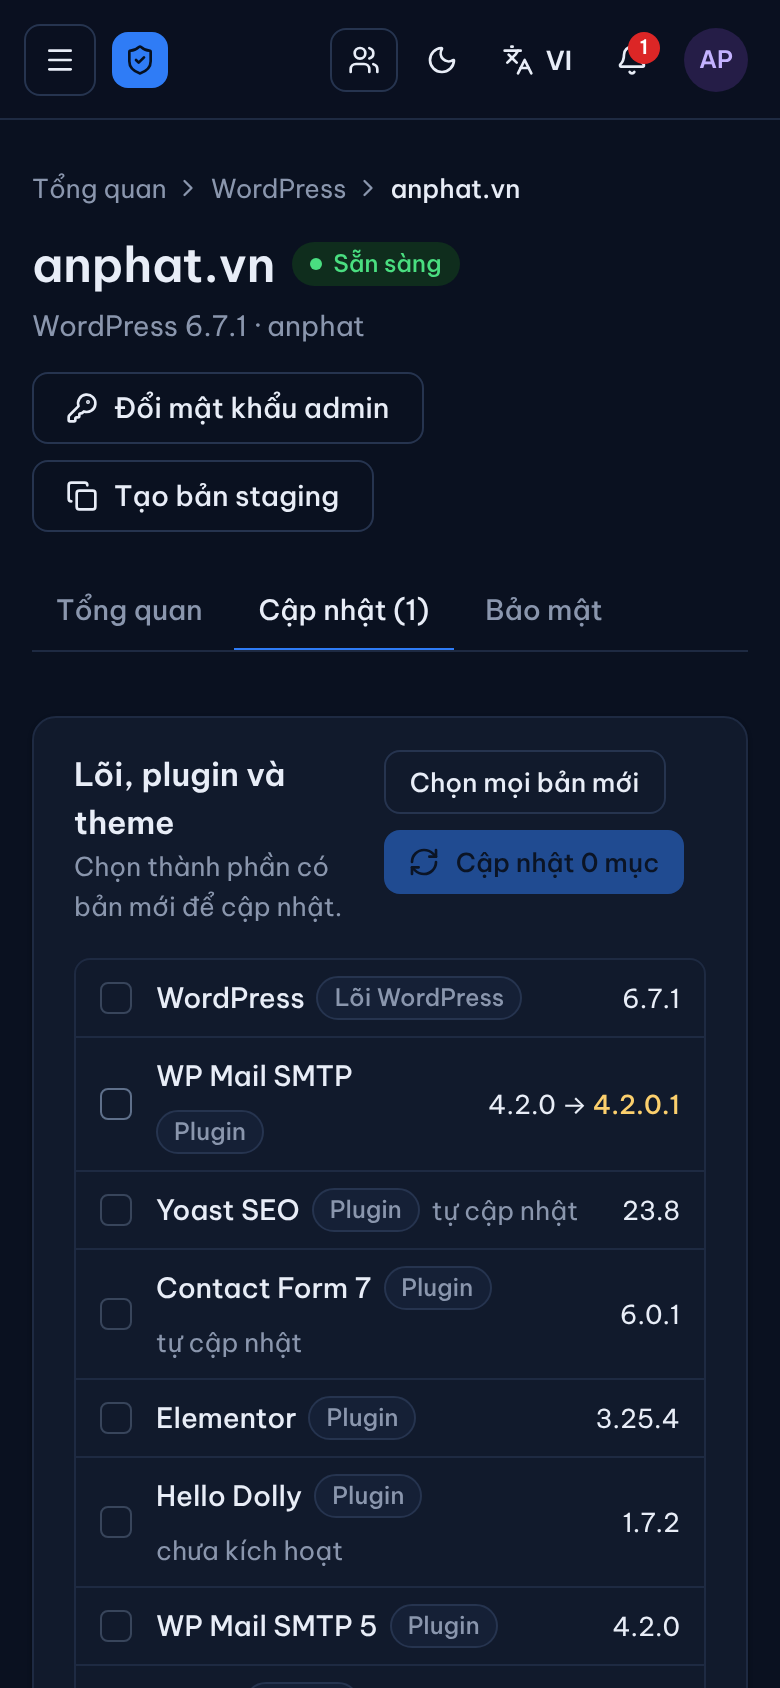 VI
1
AP
Tổng quan > WordPress > anphat.vn
anphat.vn
Sẵn sàng
WordPress 6.7.1 · anphat
Đổi mật khẩu admin
Tạo bản staging
Tổng quan
Cập nhật (1)
Bảo mật
Lõi, plugin và
theme
Chọn thành phần có
bản mới để cập nhật.
Chọn mọi bản mới
Cập nhật 0 mục
WordPress Lõi WordPress 6.7.1
WP Mail SMTP
Plugin
4.2.0 → 4.2.0.1
Yoast SEO Plugin tự cập nhật 23.8
Contact Form 7 Plugin
tự cập nhật
6.0.1
Elementor Plugin 3.25.4
Hello Dolly Plugin
chưa kích hoạt
1.7.2
WP Mail SMTP 5 Plugin 4.2.0